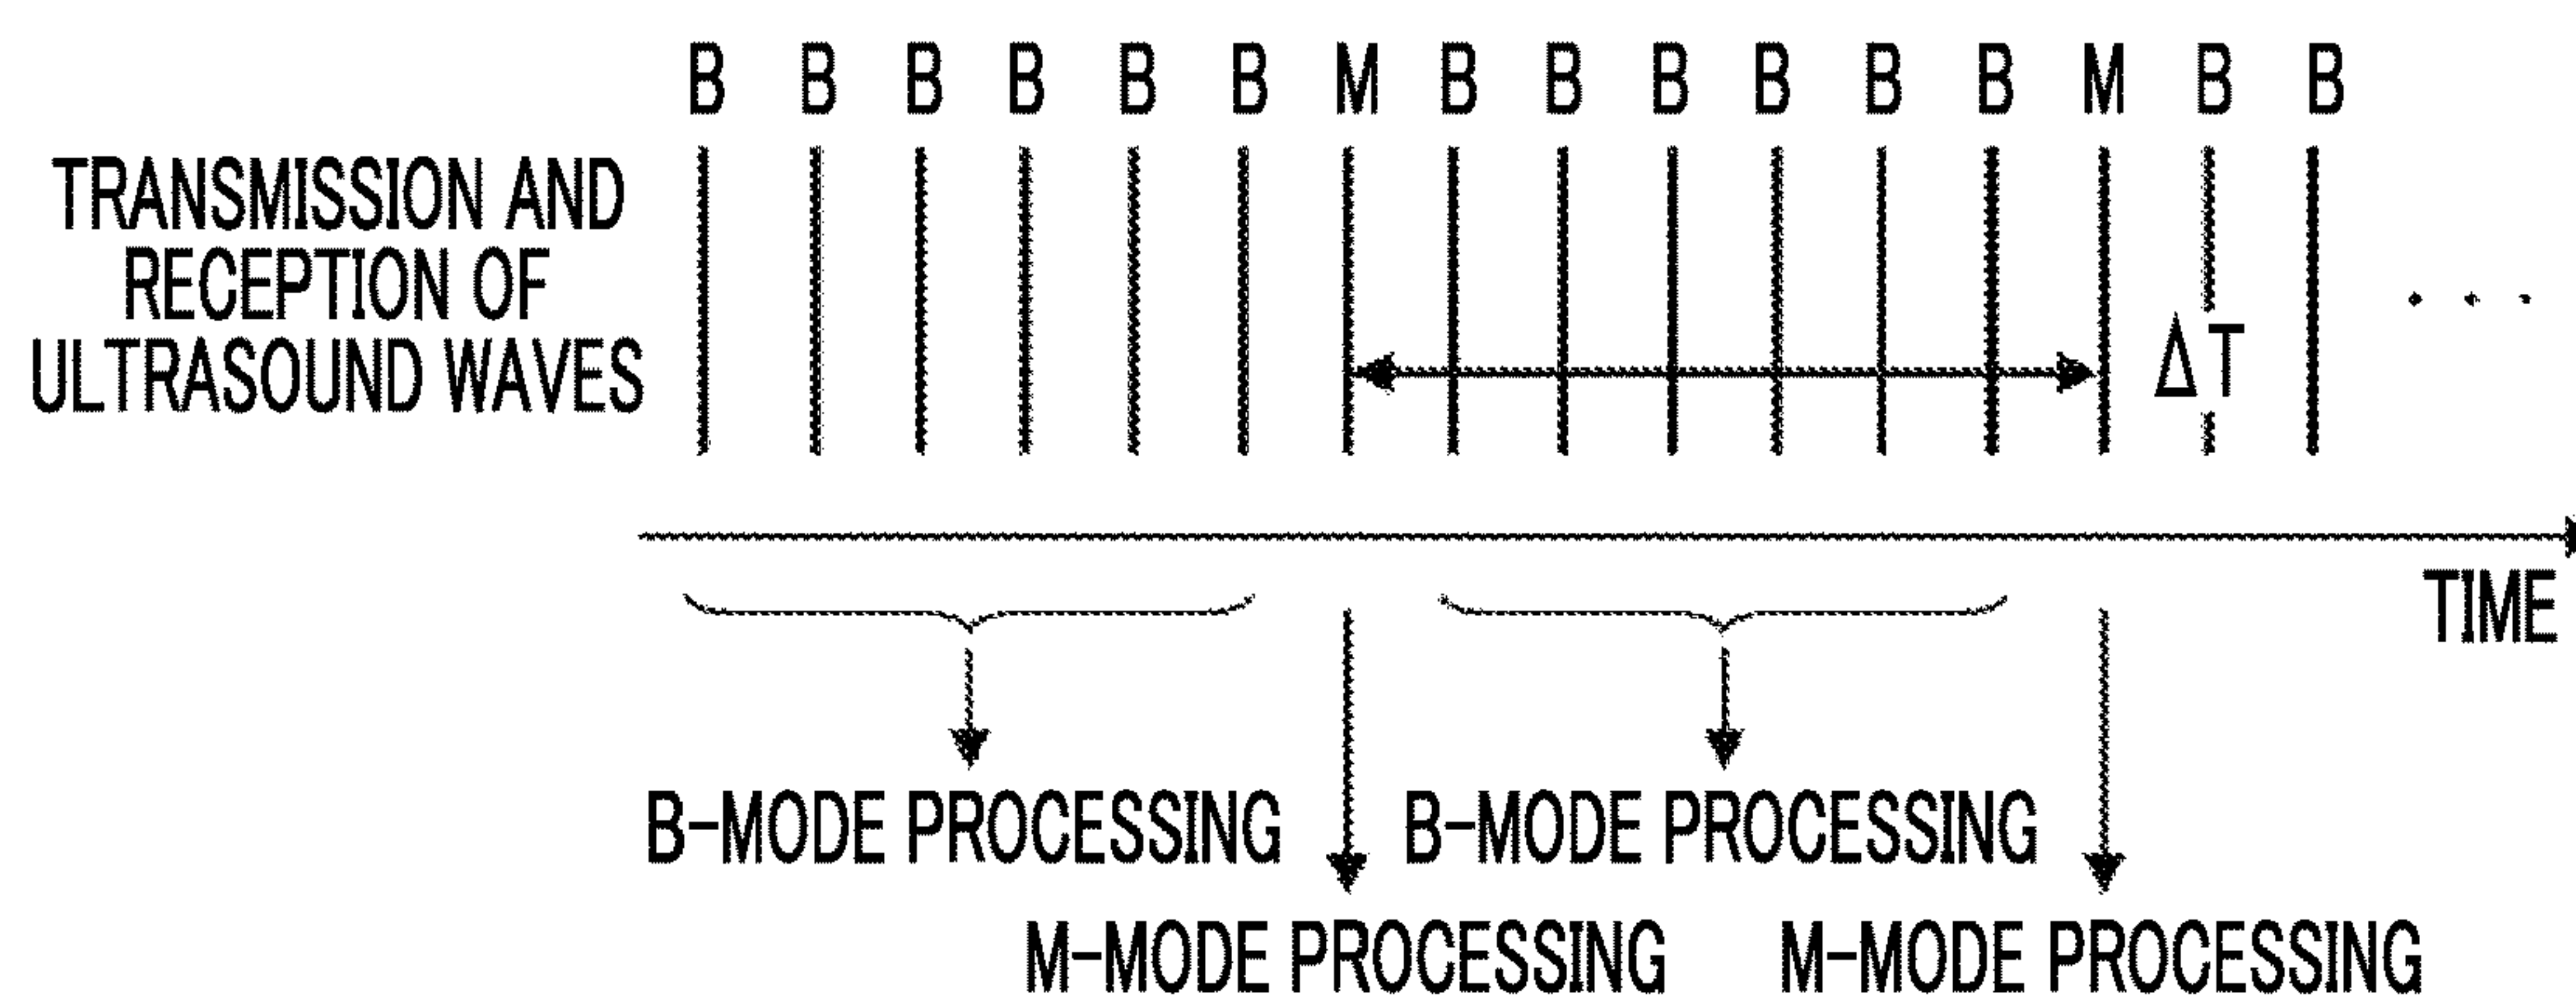 B B B B B B M B B B B B B M B B
TRANSMISSION AND
RECEPTION OF
ULTRASOUND WAVES
ΔT
. . .
TIME
B-MODE PROCESSING B-MODE PROCESSING
M-MODE PROCESSING M-MODE PROCESSING